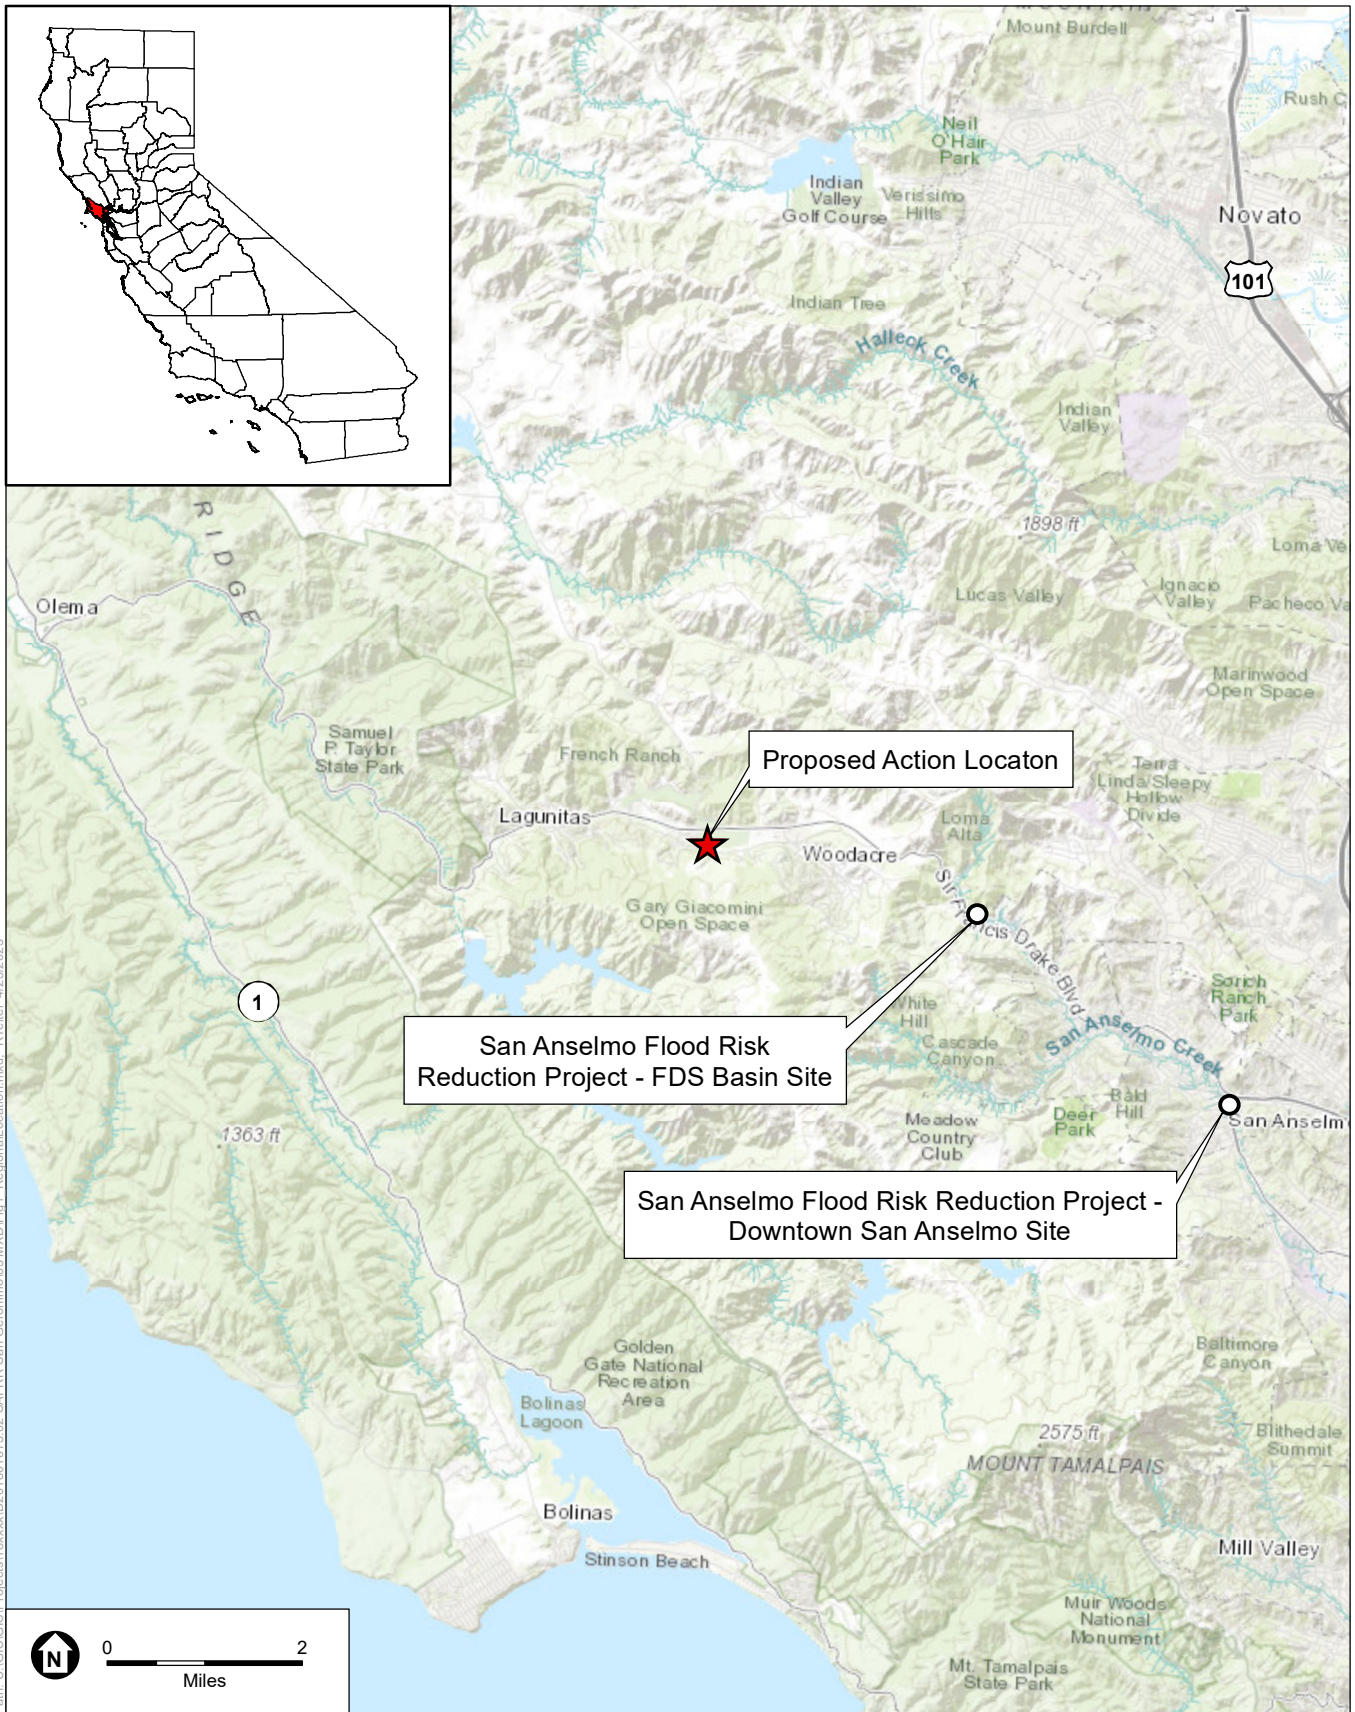 MOUNTAIN
Mount Burdell
Rush C
Neil
O'Hair
Park
Indian
Valley
Golf Course
Verissimo
Hills
Novato
101
Indian Tree
Halleck Creek
Indian
Valley
1898 ft
Loma Ve
RIDGE
Olema
Lucas Valley
Ignacio
Valley
Pacheco Va
Marinwood
Open Space
Samuel
P. Taylor
State Park
French Ranch
Proposed Action Locaton
Terra
Linda/Sleepy
Hollow
Divide
Lagunitas
Loma
Alta
Woodacre
Sir Francis Drake Blvd
Gary Giacomini
Open Space
1
White
Hill
Sorich
Ranch
Park
San Anselmo Flood Risk
Reduction Project - FDS Basin Site
Cascade
Canyon
San Anselmo Creek
Meadow
Country
Club
Deer
Park
Bald
Hill
San Anselm
1363 ft
San Anselmo Flood Risk Reduction Project -
Downtown San Anselmo Site
Golden
Gate National
Recreation
Area
Baltimore
Canyon
Bolinas
Lagoon
2575 ft
MOUNT TAMALPAIS
Blithedale
Summit
Bolinas
Stinson Beach
Mill Valley
Muir Woods
National
Monument
Mt. Tamalpais
State Park
N
0 2
Miles